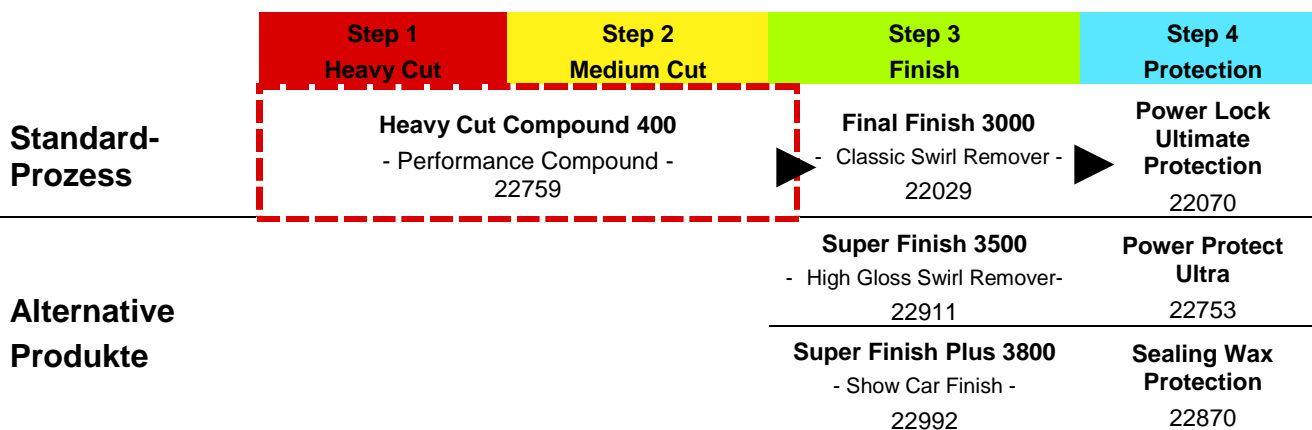 Step 1
Heavy Cut
Step 2
Medium Cut
Step 3
Finish
Step 4
Protection
Standard-
Prozess
Heavy Cut Compound 400
- Performance Compound -
22759
Final Finish 3000
- Classic Swirl Remover -
22029
Power Lock
Ultimate
Protection
22070
Alternative
Produkte
Super Finish 3500
- High Gloss Swirl Remover-
22911
Power Protect
Ultra
22753
Super Finish Plus 3800
- Show Car Finish -
22992
Sealing Wax
Protection
22870